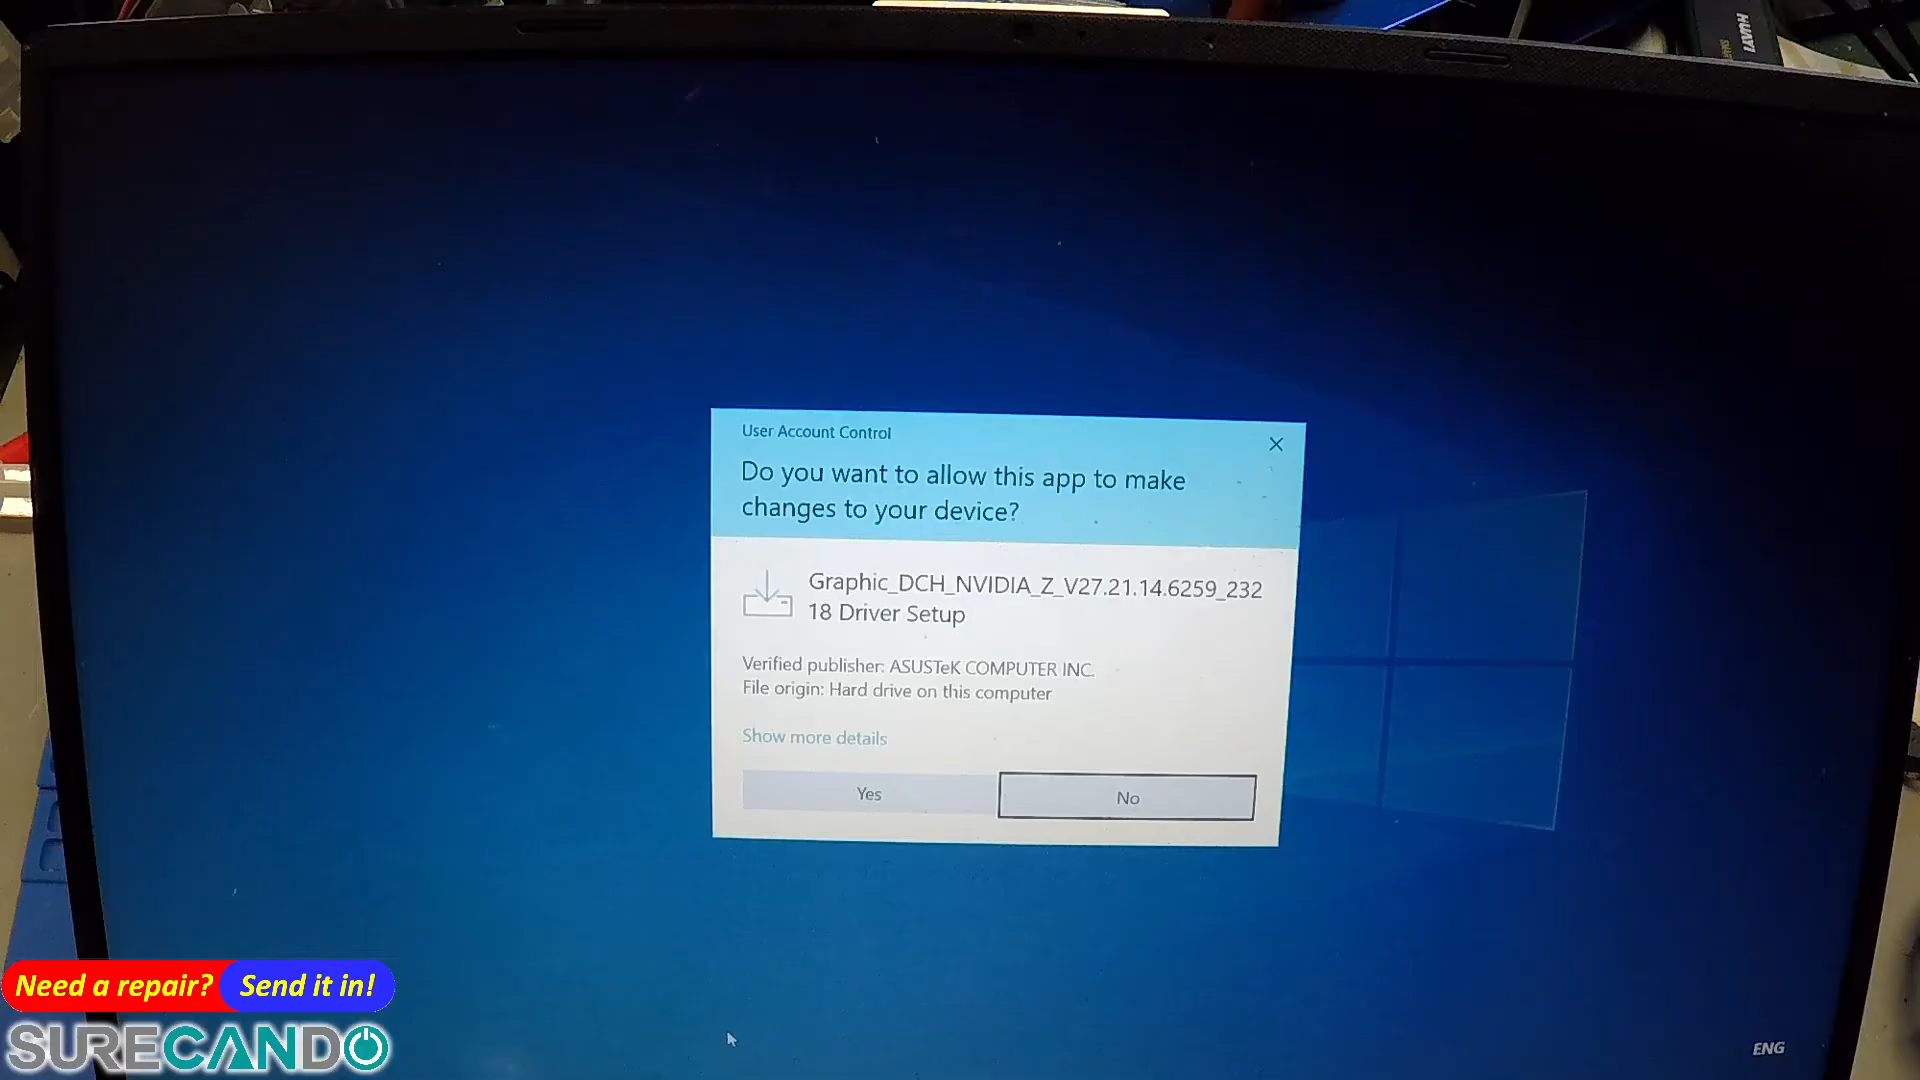 HUAYI
User Account Control
Do you want to allow this app to make
changes to your device?
Graphic_DCH_NVIDIA_Z_V27.21.14.6259_232
18 Driver Setup
Verified publisher: ASUSTeK COMPUTER INC.
File origin: Hard drive on this computer
Show more details
Yes
No
Need a repair? Send it in!
SURECANDO
ENG